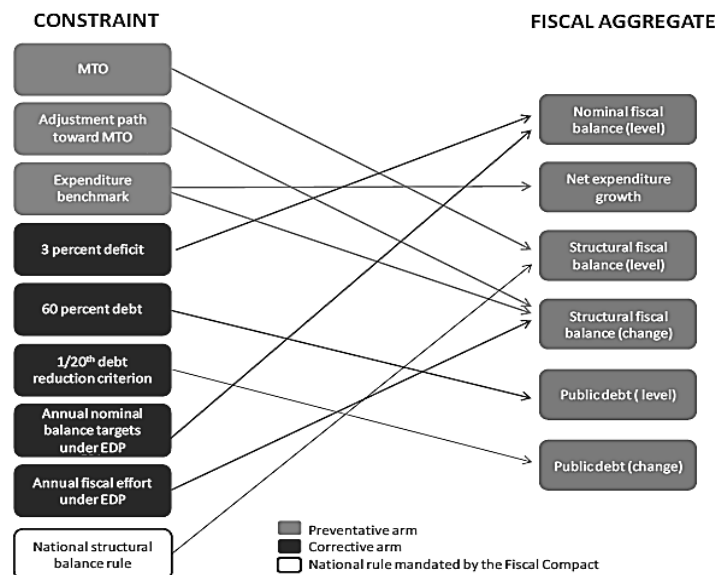 CONSTRAINT
MTO
Adjustment path
toward MTO
Expenditure
benchmark
3 percent deficit
60 percent debt
1/20th debt
reduction criterion
Annual nominal
balance targets
under EDP
Annual fiscal effort
under EDP
National structural
balance rule
FISCAL AGGREGATE
Nominal fiscal
balance (level)
Net expenditure
growth
Structural fiscal
balance (level)
Structural fiscal
balance (change)
Public debt ( level)
Public debt (change)
Preventative arm
Corrective arm
National rule mandated by the Fiscal Compact